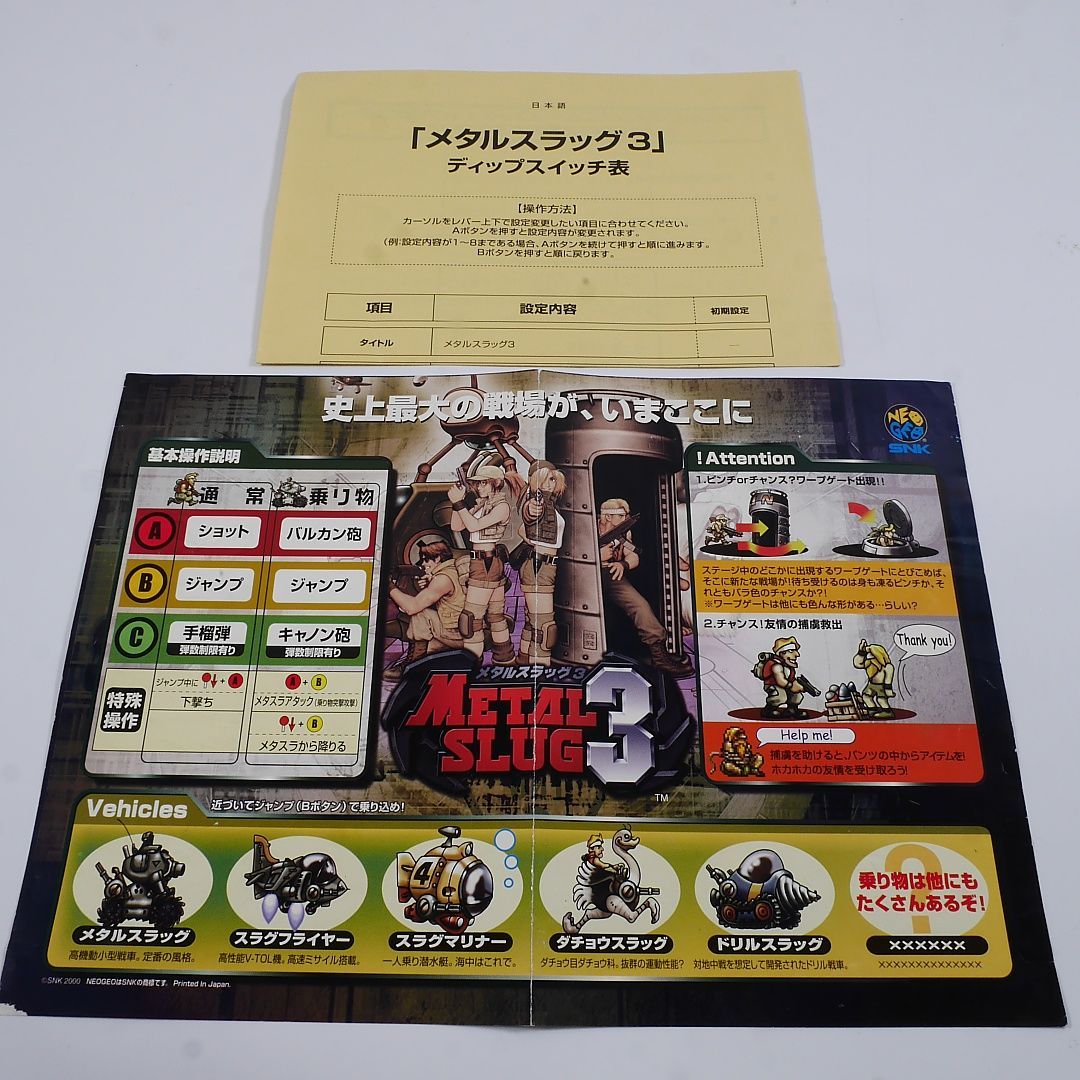 日本語
「メタルスラッグ3」
ディップスイッチ表
【操作方法】
カーソルをレバー上下で設定変更したい項目に合わせてください。
Aボタンを押すと設定内容が変更されます。
(例:設定内容が1〜8まである場合、Aボタンを続けて押すと順に進みます。
Bボタンを押すと順に戻ります。
項目 設定内容 初期設定
タイトル メタルスラッグ3 —
史上最大の戦場が、いまここに
NEO GEO
SNK
基本操作説明
通常 乗り物
A ショット バルカン砲
B ジャンプ ジャンプ
C 手榴弾 キャノン砲
弾数制限有り 弾数制限有り
特殊操作
ジャンプ中に + A
下撃ち
A + B
メタスラアタック(乗り物突撃攻撃)
+ B
メタスラから降りる
メタルスラッグ3
METAL SLUG 3
TM
! Attention
1.ピンチorチャンス?ワープゲート出現!!
ステージ中のどこかに出現するワープゲートにとびこめば、
そこに新たな戦場が!待ち受けるのは身も凍るピンチか、そ
れともバラ色のチャンスか?!
※ワープゲートは他にも色んな形がある…らしい?
2.チャンス!友情の捕虜救出
Thank you!
Help me!
捕虜を助けると、パンツの中からアイテムを!
ホカホカの友情を受け取ろう!
Vehicles 近づいてジャンプ(Bボタン)で乗り込め!
メタルスラッグ
高機動小型戦車。定番の風格。
スラグフライヤー
高性能V-TOL機。高速ミサイル搭載。
4
スラグマリナー
一人乗り潜水艇。海中はこれで。
ダチョウスラッグ
ダチョウ目ダチョウ科。抜群の運動性能?
ドリルスラッグ
対地中戦を想定して開発されたドリル戦車。
?
乗り物は他にも
たくさんあるぞ!
××××××
××××××××××××××
©SNK 2000 NEOGEOはSNKの商標です。 Printed In Japan.